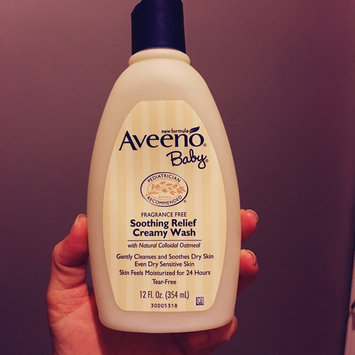 new formula
Aveeno®
Baby®
PEDIATRICIAN
RECOMMENDED
FRAGRANCE FREE
Soothing Relief
Creamy Wash
with Natural Colloidal Oatmeal
Gently Cleanses and Soothes Dry Skin
Even Dry Sensitive Skin
Skin Feels Moisturized for 24 Hours
Tear-Free
12 Fl. Oz. (354 mL)
30005318